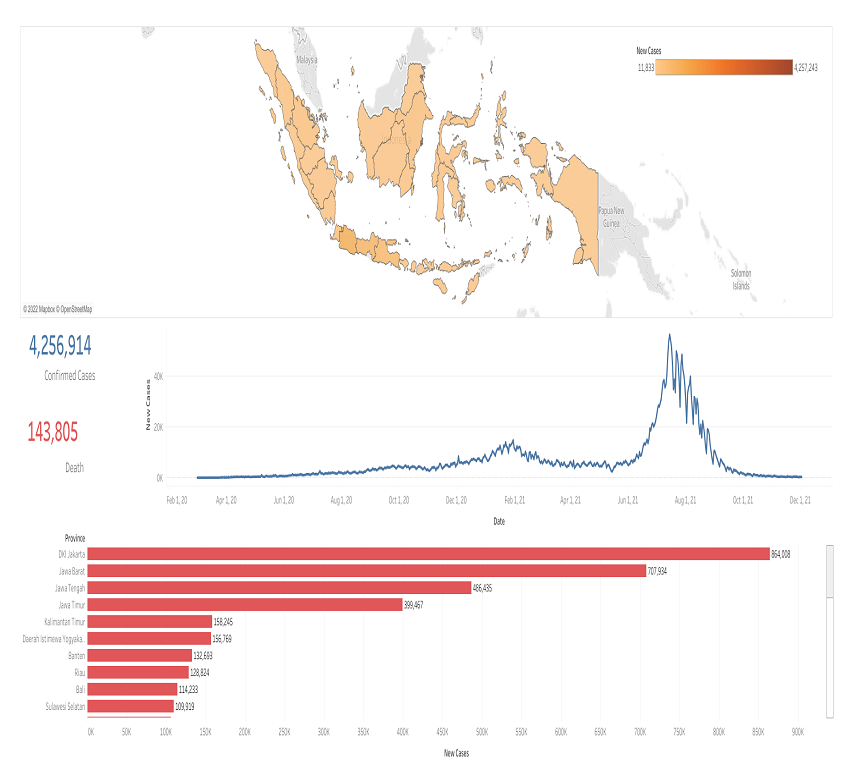 New Cases
11,833 4,257,243
Malaysia
Papua New
Guinea
Solomon
Islands
© 2022 Mapbox © OpenStreetMap
4,256,914
Confirmed Cases
143,805
Death
New Cases
40K
20K
0K
Feb 1, 20 Apr 1, 20 Jun 1, 20 Aug 1, 20 Oct 1, 20 Dec 1, 20 Feb 1, 21 Apr 1, 21 Jun 1, 21 Aug 1, 21 Oct 1, 21 Dec 1, 21
Date
Province
DKI Jakarta 864,008
Jawa Barat 707,934
Jawa Tengah 486,435
Jawa Timur 399,467
Kalimantan Timur 158,245
Daerah Istimewa Yogyaka.. 156,769
Banten 132,693
Riau 128,824
Bali 114,233
Sulawesi Selatan 109,919
0K 50K 100K 150K 200K 250K 300K 350K 400K 450K 500K 550K 600K 650K 700K 750K 800K 850K 900K
New Cases